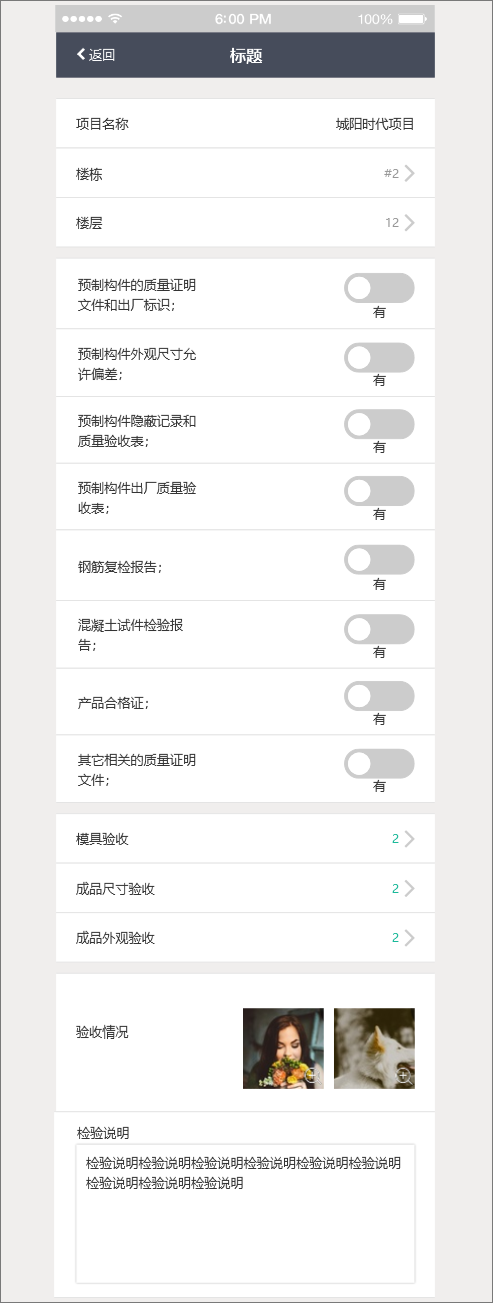 6:00 PM 100%
返回 标题
项目名称 城阳时代项目
楼栋 #2
楼层 12
预制构件的质量证明
文件和出厂标识;
有
预制构件外观尺寸允
许偏差;
有
预制构件隐蔽记录和
质量验收表;
有
预制构件出厂质量验
收表;
有
钢筋复检报告;
有
混凝土试件检验报
告;
有
产品合格证;
有
其它相关的质量证明
文件;
有
模具验收 2
成品尺寸验收 2
成品外观验收 2
验收情况
检验说明
检验说明检验说明检验说明检验说明检验说明检验说明
检验说明检验说明检验说明